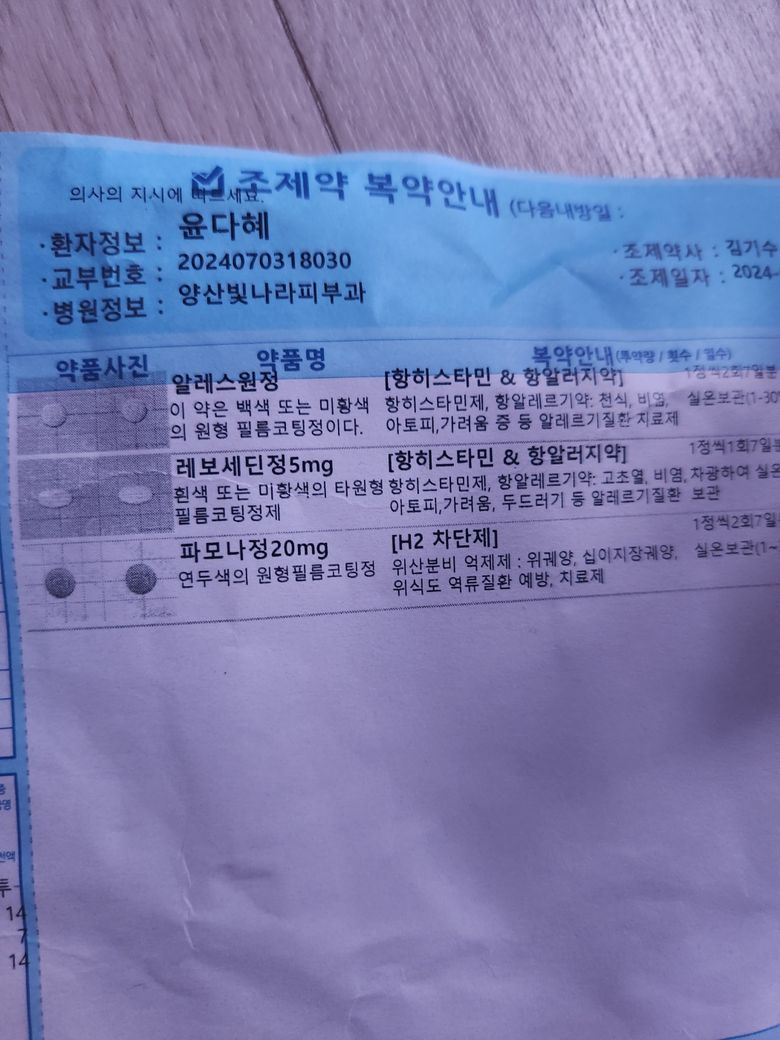 의사의 지시에 따르세요.
조제약 복약안내 (다음내방일 :
·환자정보 : 윤다혜
·교부번호 : 2024070318030
·병원정보 : 양산빛나라피부과
·조제약사 : 김기수
·조제일자 : 2024-
약품사진 약품명 복약안내(투약량 / 횟수 / 일수)
알레스원정 [항히스타민 & 항알러지약] 1정씩2회7일분
이 약은 백색 또는 미황색 항히스타민제, 항알레르기약: 천식, 비염, 실온보관(1-30
의 원형 필름코팅정이다. 아토피,가려움 증 등 알레르기질환 치료제
레보세딘정5mg [항히스타민 & 항알러지약] 1정씩1회7일분
흰색 또는 미황색의 타원형 항히스타민제, 항알레르기약: 고초열, 비염, 차광하여 실온
필름코팅정제 아토피,가려움, 두드러기 등 알레르기질환 보관
파모나정20mg [H2 차단제] 1정씩2회7일
연두색의 원형필름코팅정 위산분비 억제제 : 위궤양, 십이지장궤양, 실온보관(1~
위식도 역류질환 예방, 치료제
투
14
7
14